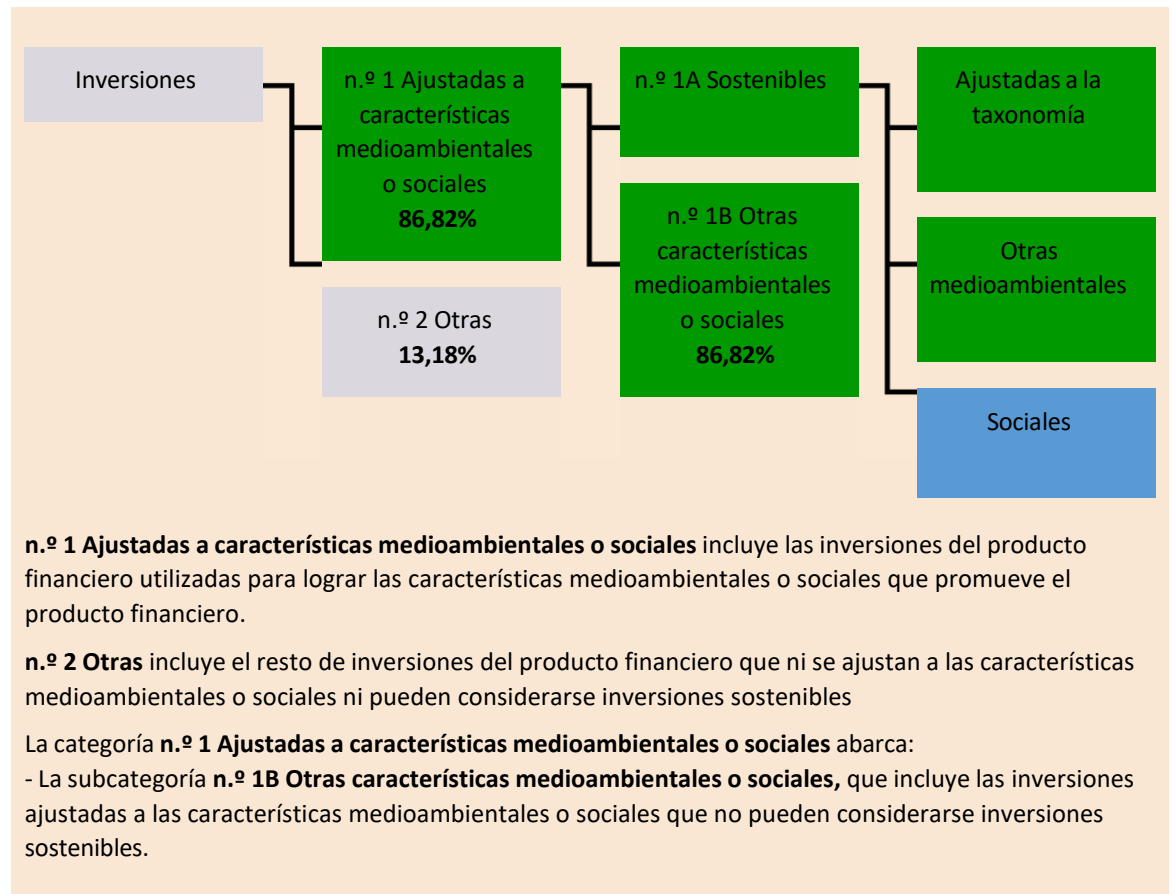 Inversiones
n.º 1 Ajustadas a
características
medioambientales
o sociales
86,82%
n.º 2 Otras
13,18%
n.º 1A Sostenibles
n.º 1B Otras
características
medioambientales
o sociales
86,82%
Ajustadas a la
taxonomía
Otras
medioambientales
Sociales
n.º 1 Ajustadas a características medioambientales o sociales incluye las inversiones del producto
financiero utilizadas para lograr las características medioambientales o sociales que promueve el
producto financiero.
n.º 2 Otras incluye el resto de inversiones del producto financiero que ni se ajustan a las características
medioambientales o sociales ni pueden considerarse inversiones sostenibles
La categoría n.º 1 Ajustadas a características medioambientales o sociales abarca:
- La subcategoría n.º 1B Otras características medioambientales o sociales, que incluye las inversiones
ajustadas a las características medioambientales o sociales que no pueden considerarse inversiones
sostenibles.